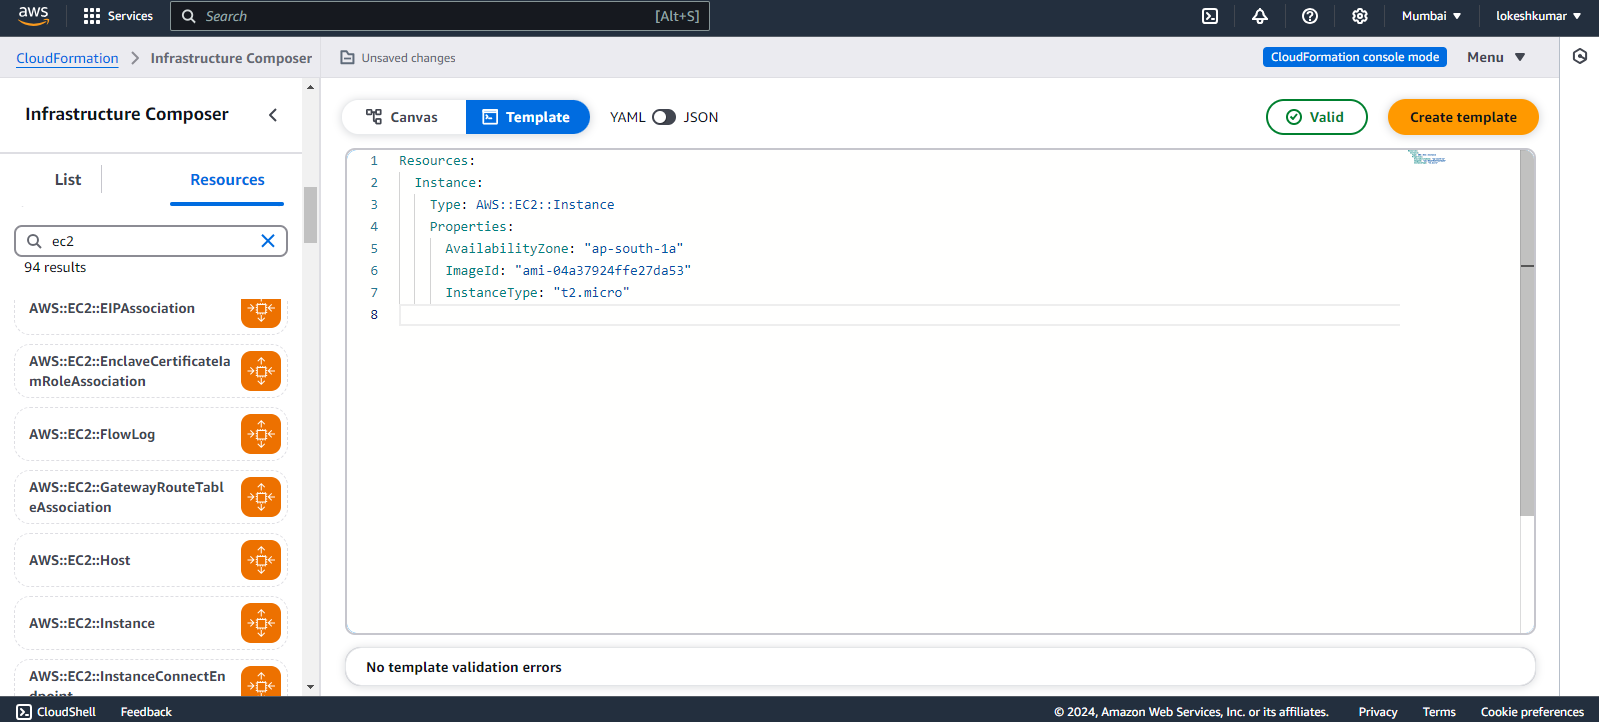 aws
Services
Search
[Alt+S]
Mumbai
lokeshkumar
CloudFormation
Infrastructure Composer
Unsaved changes
CloudFormation console mode
Menu
Infrastructure Composer
List
Resources
ec2
94 results
AWS::EC2::EIPAssociation
AWS::EC2::EnclaveCertificateIa
mRoleAssociation
AWS::EC2::FlowLog
AWS::EC2::GatewayRouteTabl
eAssociation
AWS::EC2::Host
AWS::EC2::Instance
AWS::EC2::InstanceConnectEn
dpoint
Canvas
Template
YAML
JSON
Valid
Create template
1 Resources:
2 Instance:
3 Type: AWS::EC2::Instance
4 Properties:
5 AvailabilityZone: "ap-south-1a"
6 ImageId: "ami-04a37924ffe27da53"
7 InstanceType: "t2.micro"
8
No template validation errors
CloudShell
Feedback
© 2024, Amazon Web Services, Inc. or its affiliates.
Privacy
Terms
Cookie preferences